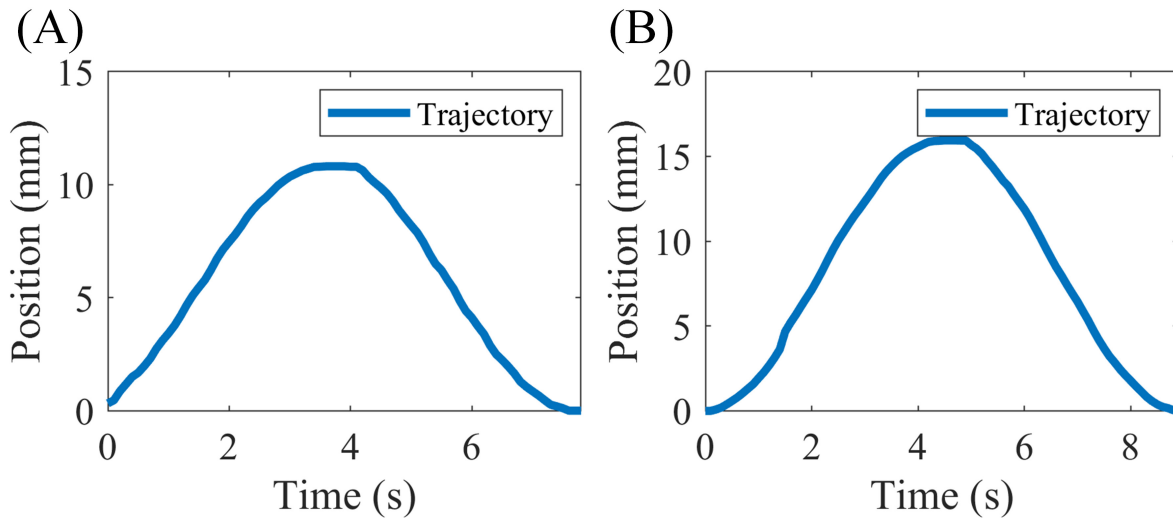 (A)
15
10
5
0
Position (mm)
Trajectory
0 2 4 6
Time (s)
(B)
20
15
10
5
0
Position (mm)
Trajectory
0 2 4 6 8
Time (s)